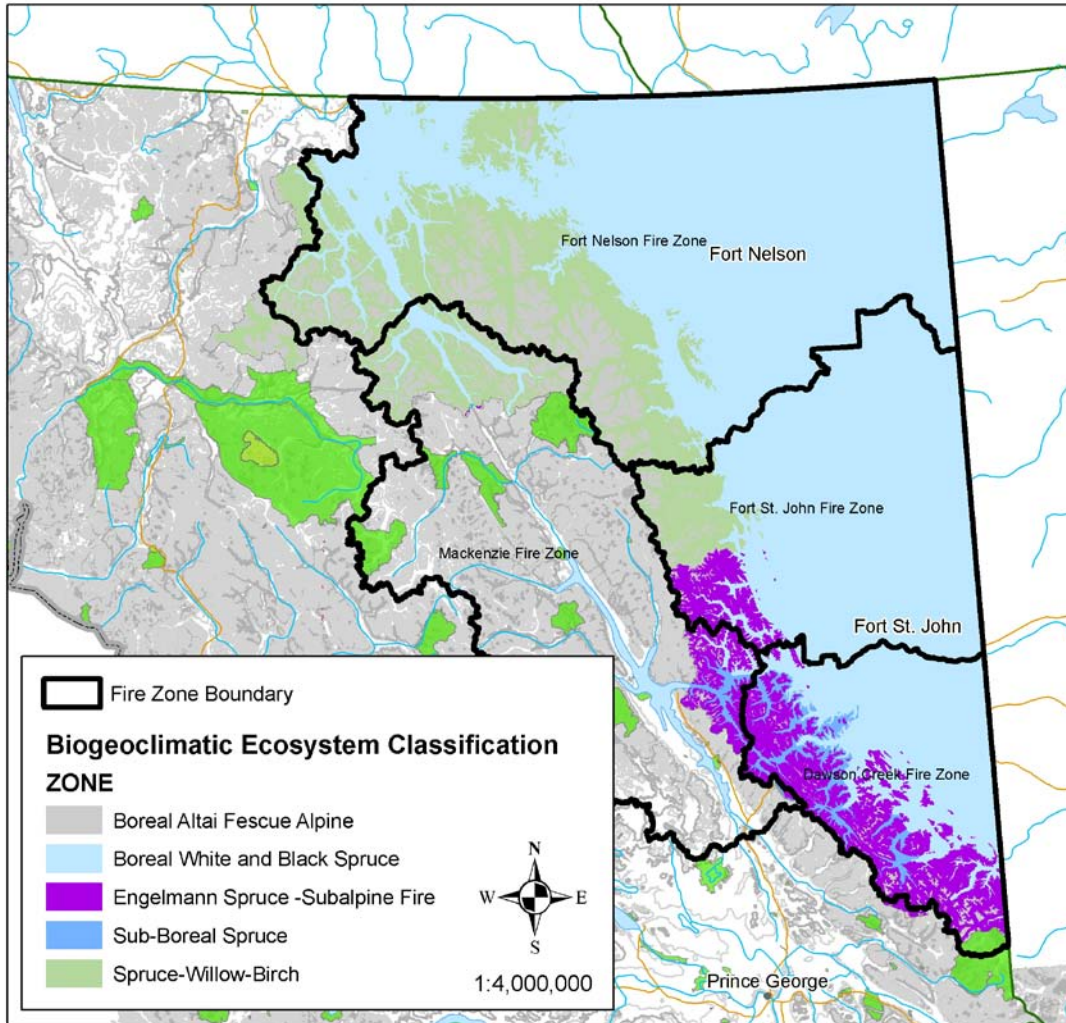 Fort Nelson Fire Zone
Fort Nelson
Fort St. John Fire Zone
Mackenzie Fire Zone
Fort St. John
Dawson Creek Fire Zone
Fire Zone Boundary
Biogeoclimatic Ecosystem Classification
ZONE
Boreal Altai Fescue Alpine
Boreal White and Black Spruce
Engelmann Spruce -Subalpine Fire
Sub-Boreal Spruce
Spruce-Willow-Birch
N
W E
S
1:4,000,000
Prince George